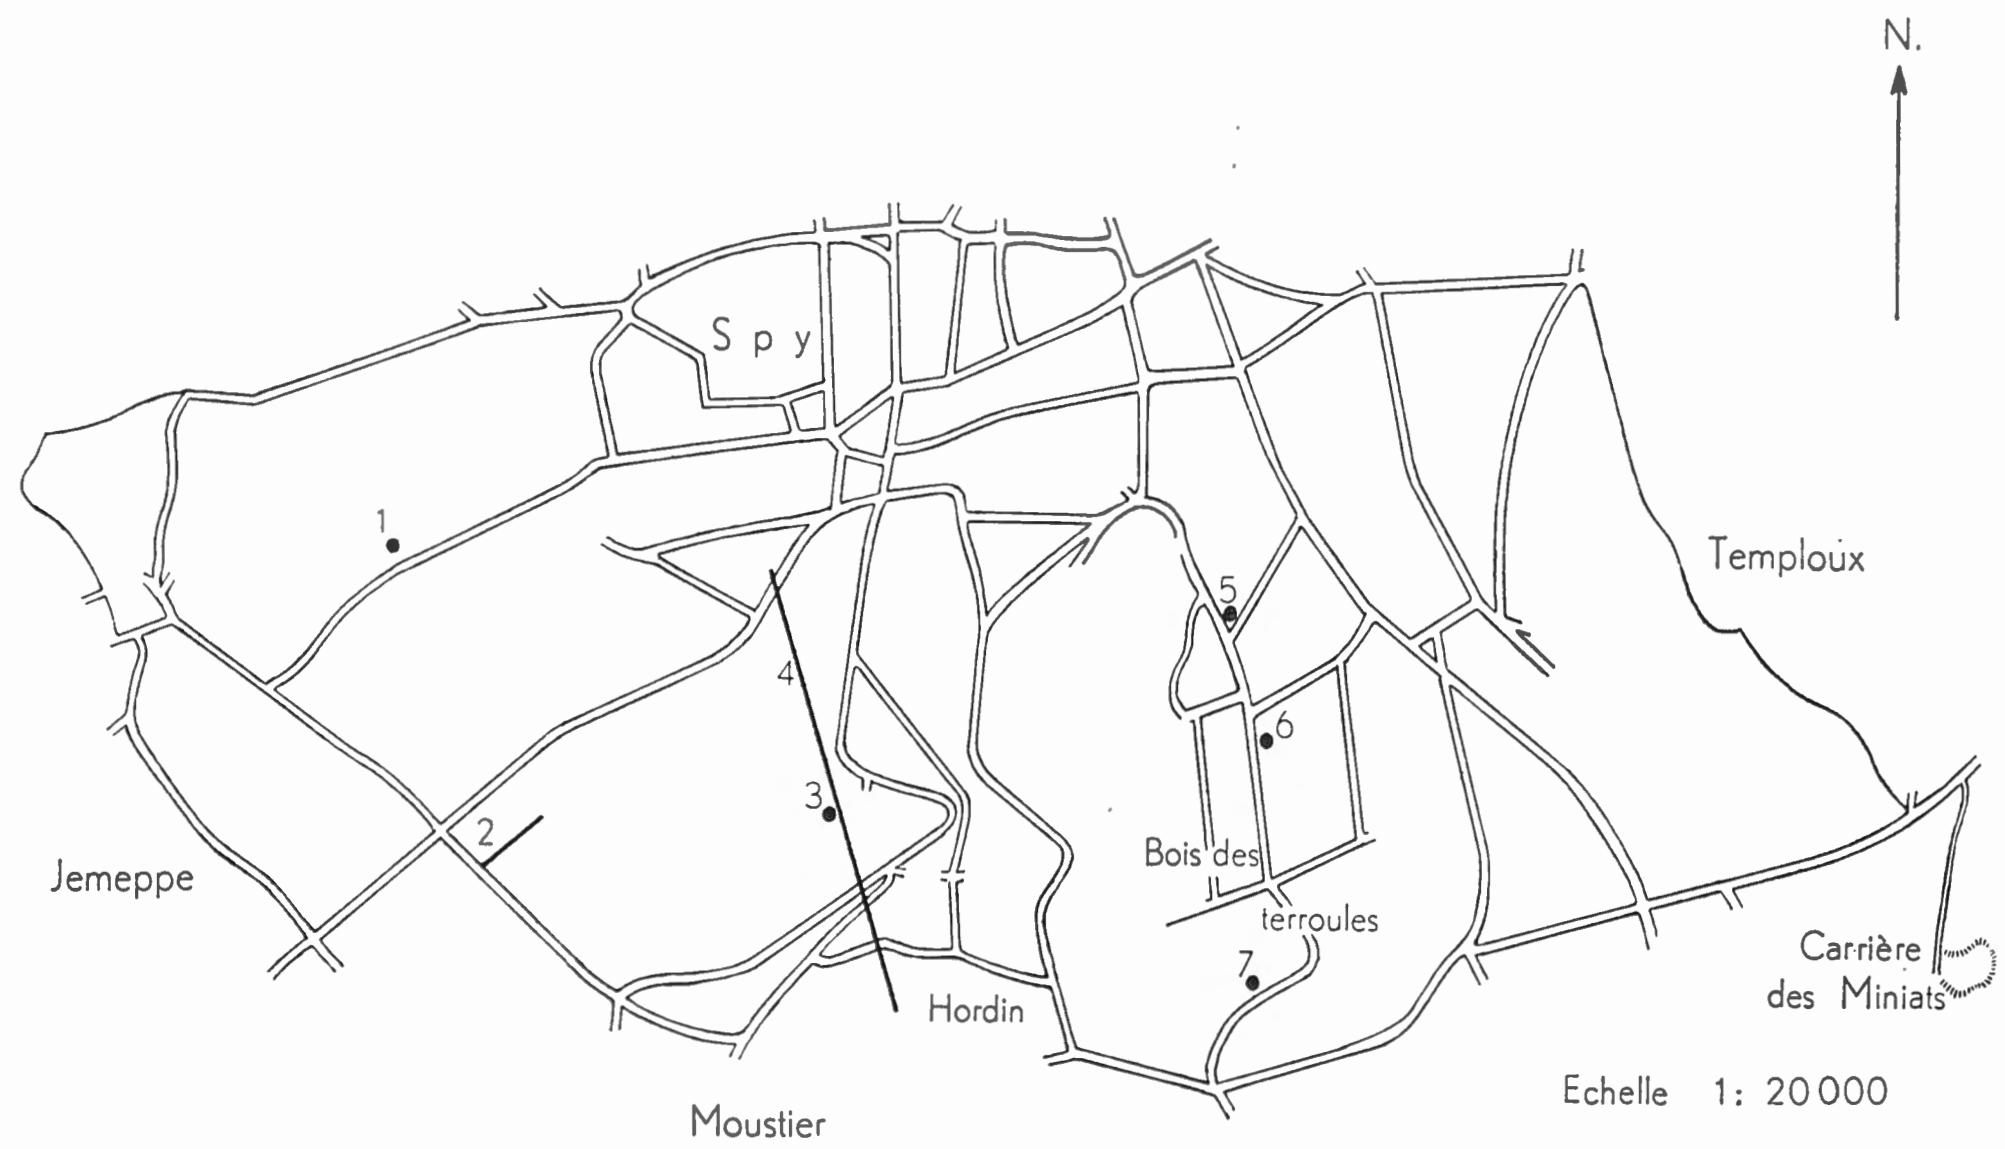 N.
Spy
1
Temploux
5
4
6
3
2
Bois des
Jemeppe
terroules
Carrière
7
des Miniats
Hordin
Echelle 1: 20000
Moustier